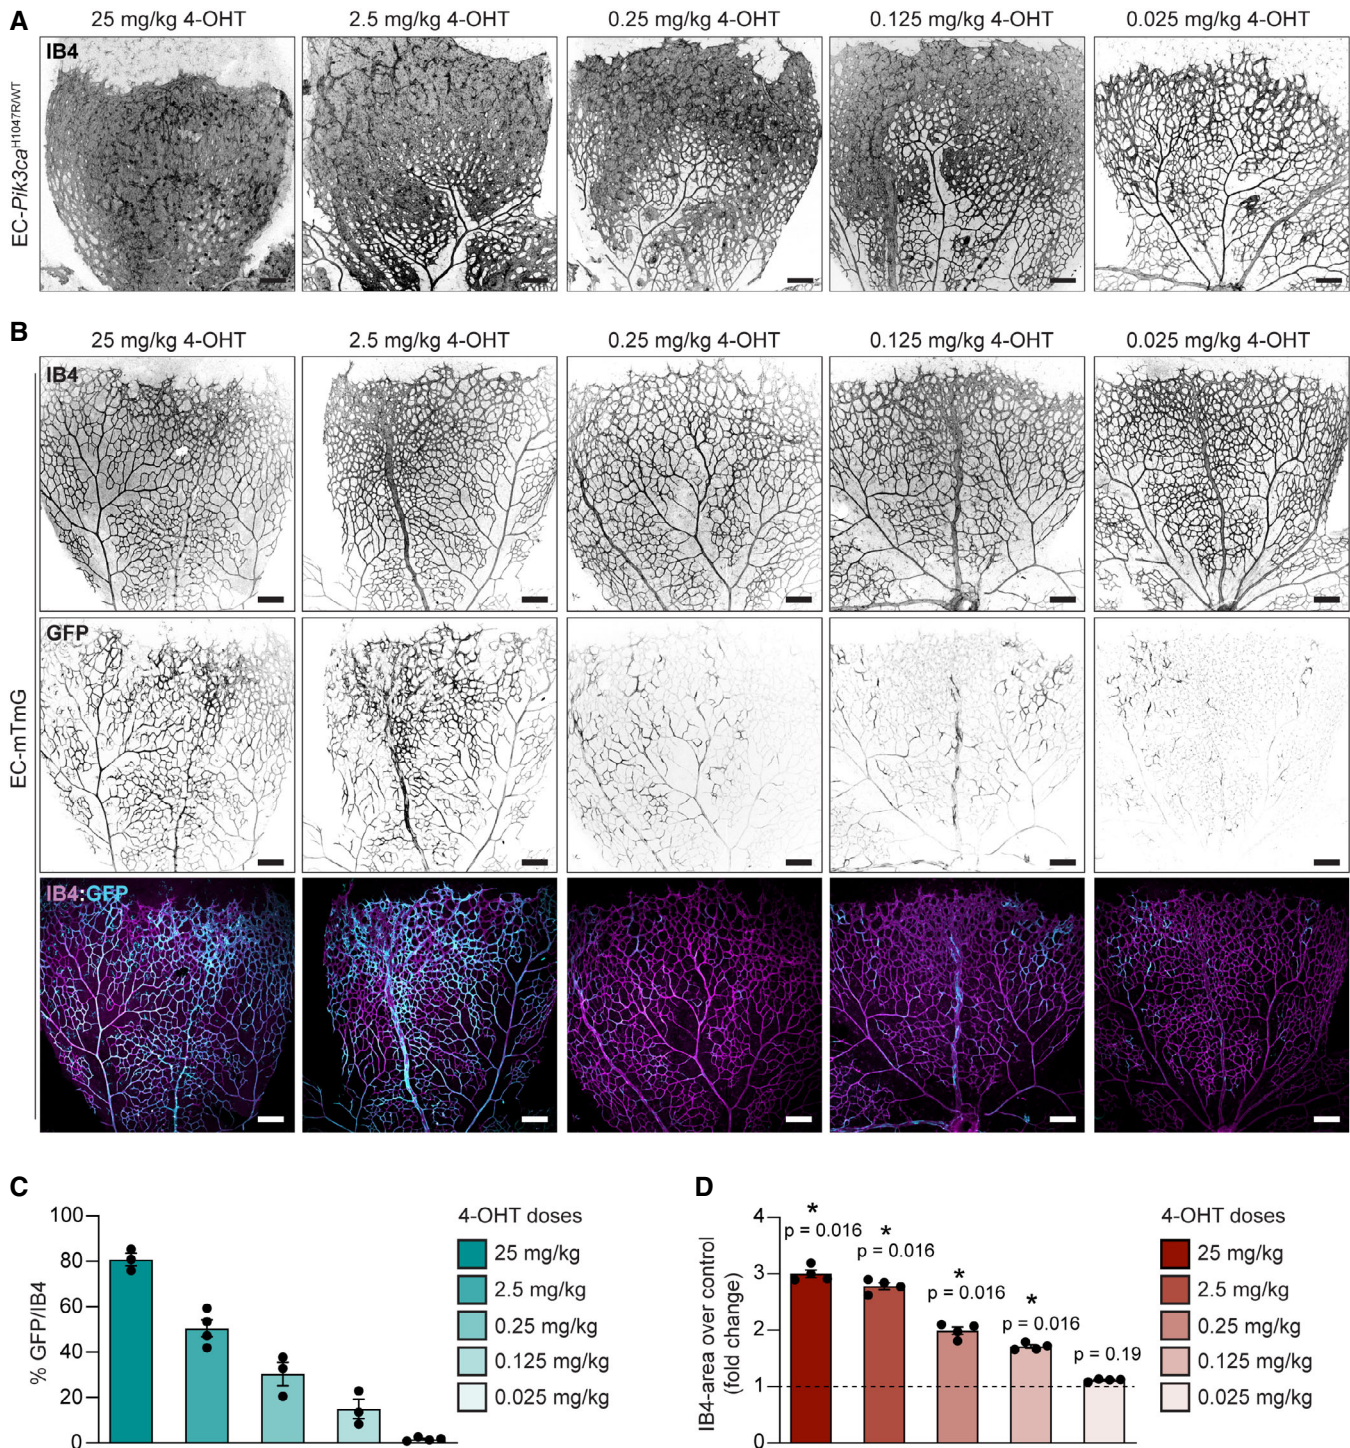 A
25 mg/kg 4-OHT
2.5 mg/kg 4-OHT
0.25 mg/kg 4-OHT
0.125 mg/kg 4-OHT
0.025 mg/kg 4-OHT
IB4
EC-Pik3ca^H1047R/WT
B
25 mg/kg 4-OHT
2.5 mg/kg 4-OHT
0.25 mg/kg 4-OHT
0.125 mg/kg 4-OHT
0.025 mg/kg 4-OHT
IB4
GFP
IB4:GFP
EC-mTmG
C
% GFP/IB4
100
80
60
40
20
0
4-OHT doses
25 mg/kg
2.5 mg/kg
0.25 mg/kg
0.125 mg/kg
0.025 mg/kg
D
IB4-area over control
(fold change)
4
3
2
1
0
*
p = 0.016
*
p = 0.016
*
p = 0.016
*
p = 0.016
p = 0.19
4-OHT doses
25 mg/kg
2.5 mg/kg
0.25 mg/kg
0.125 mg/kg
0.025 mg/kg